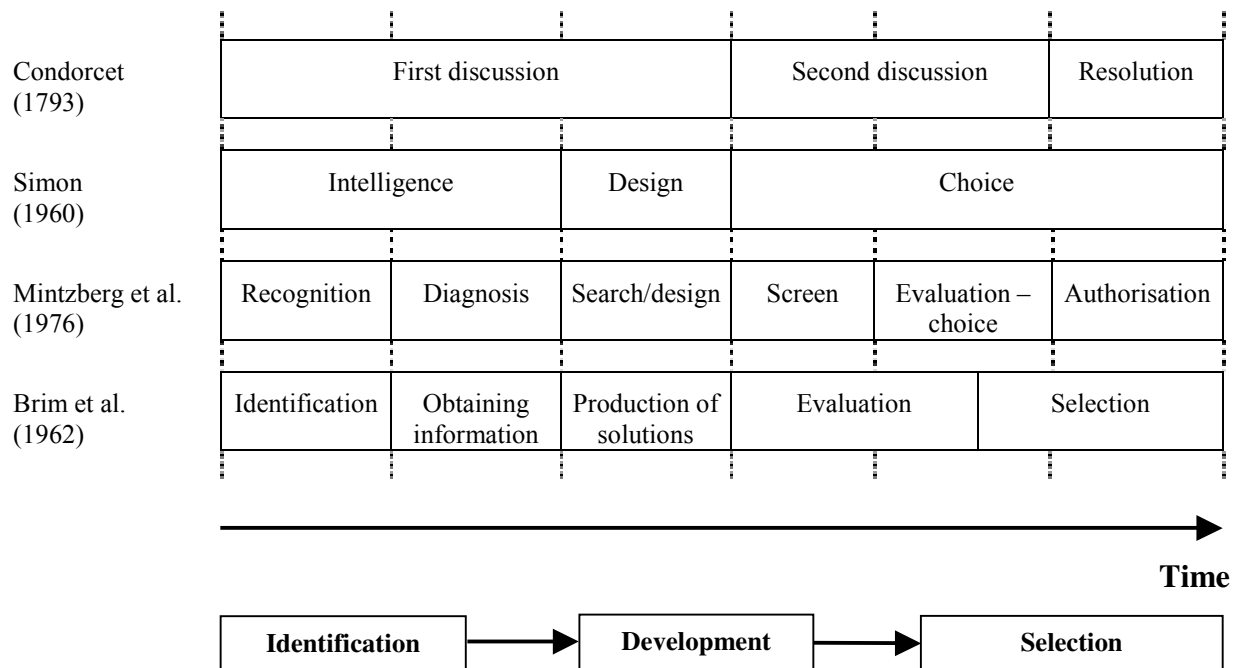 Condorcet
(1793)
First discussion
Second discussion
Resolution
Simon
(1960)
Intelligence
Design
Choice
Mintzberg et al.
(1976)
Recognition
Diagnosis
Search/design
Screen
Evaluation –
choice
Authorisation
Brim et al.
(1962)
Identification
Obtaining
information
Production of
solutions
Evaluation
Selection
Time
Identification
Development
Selection